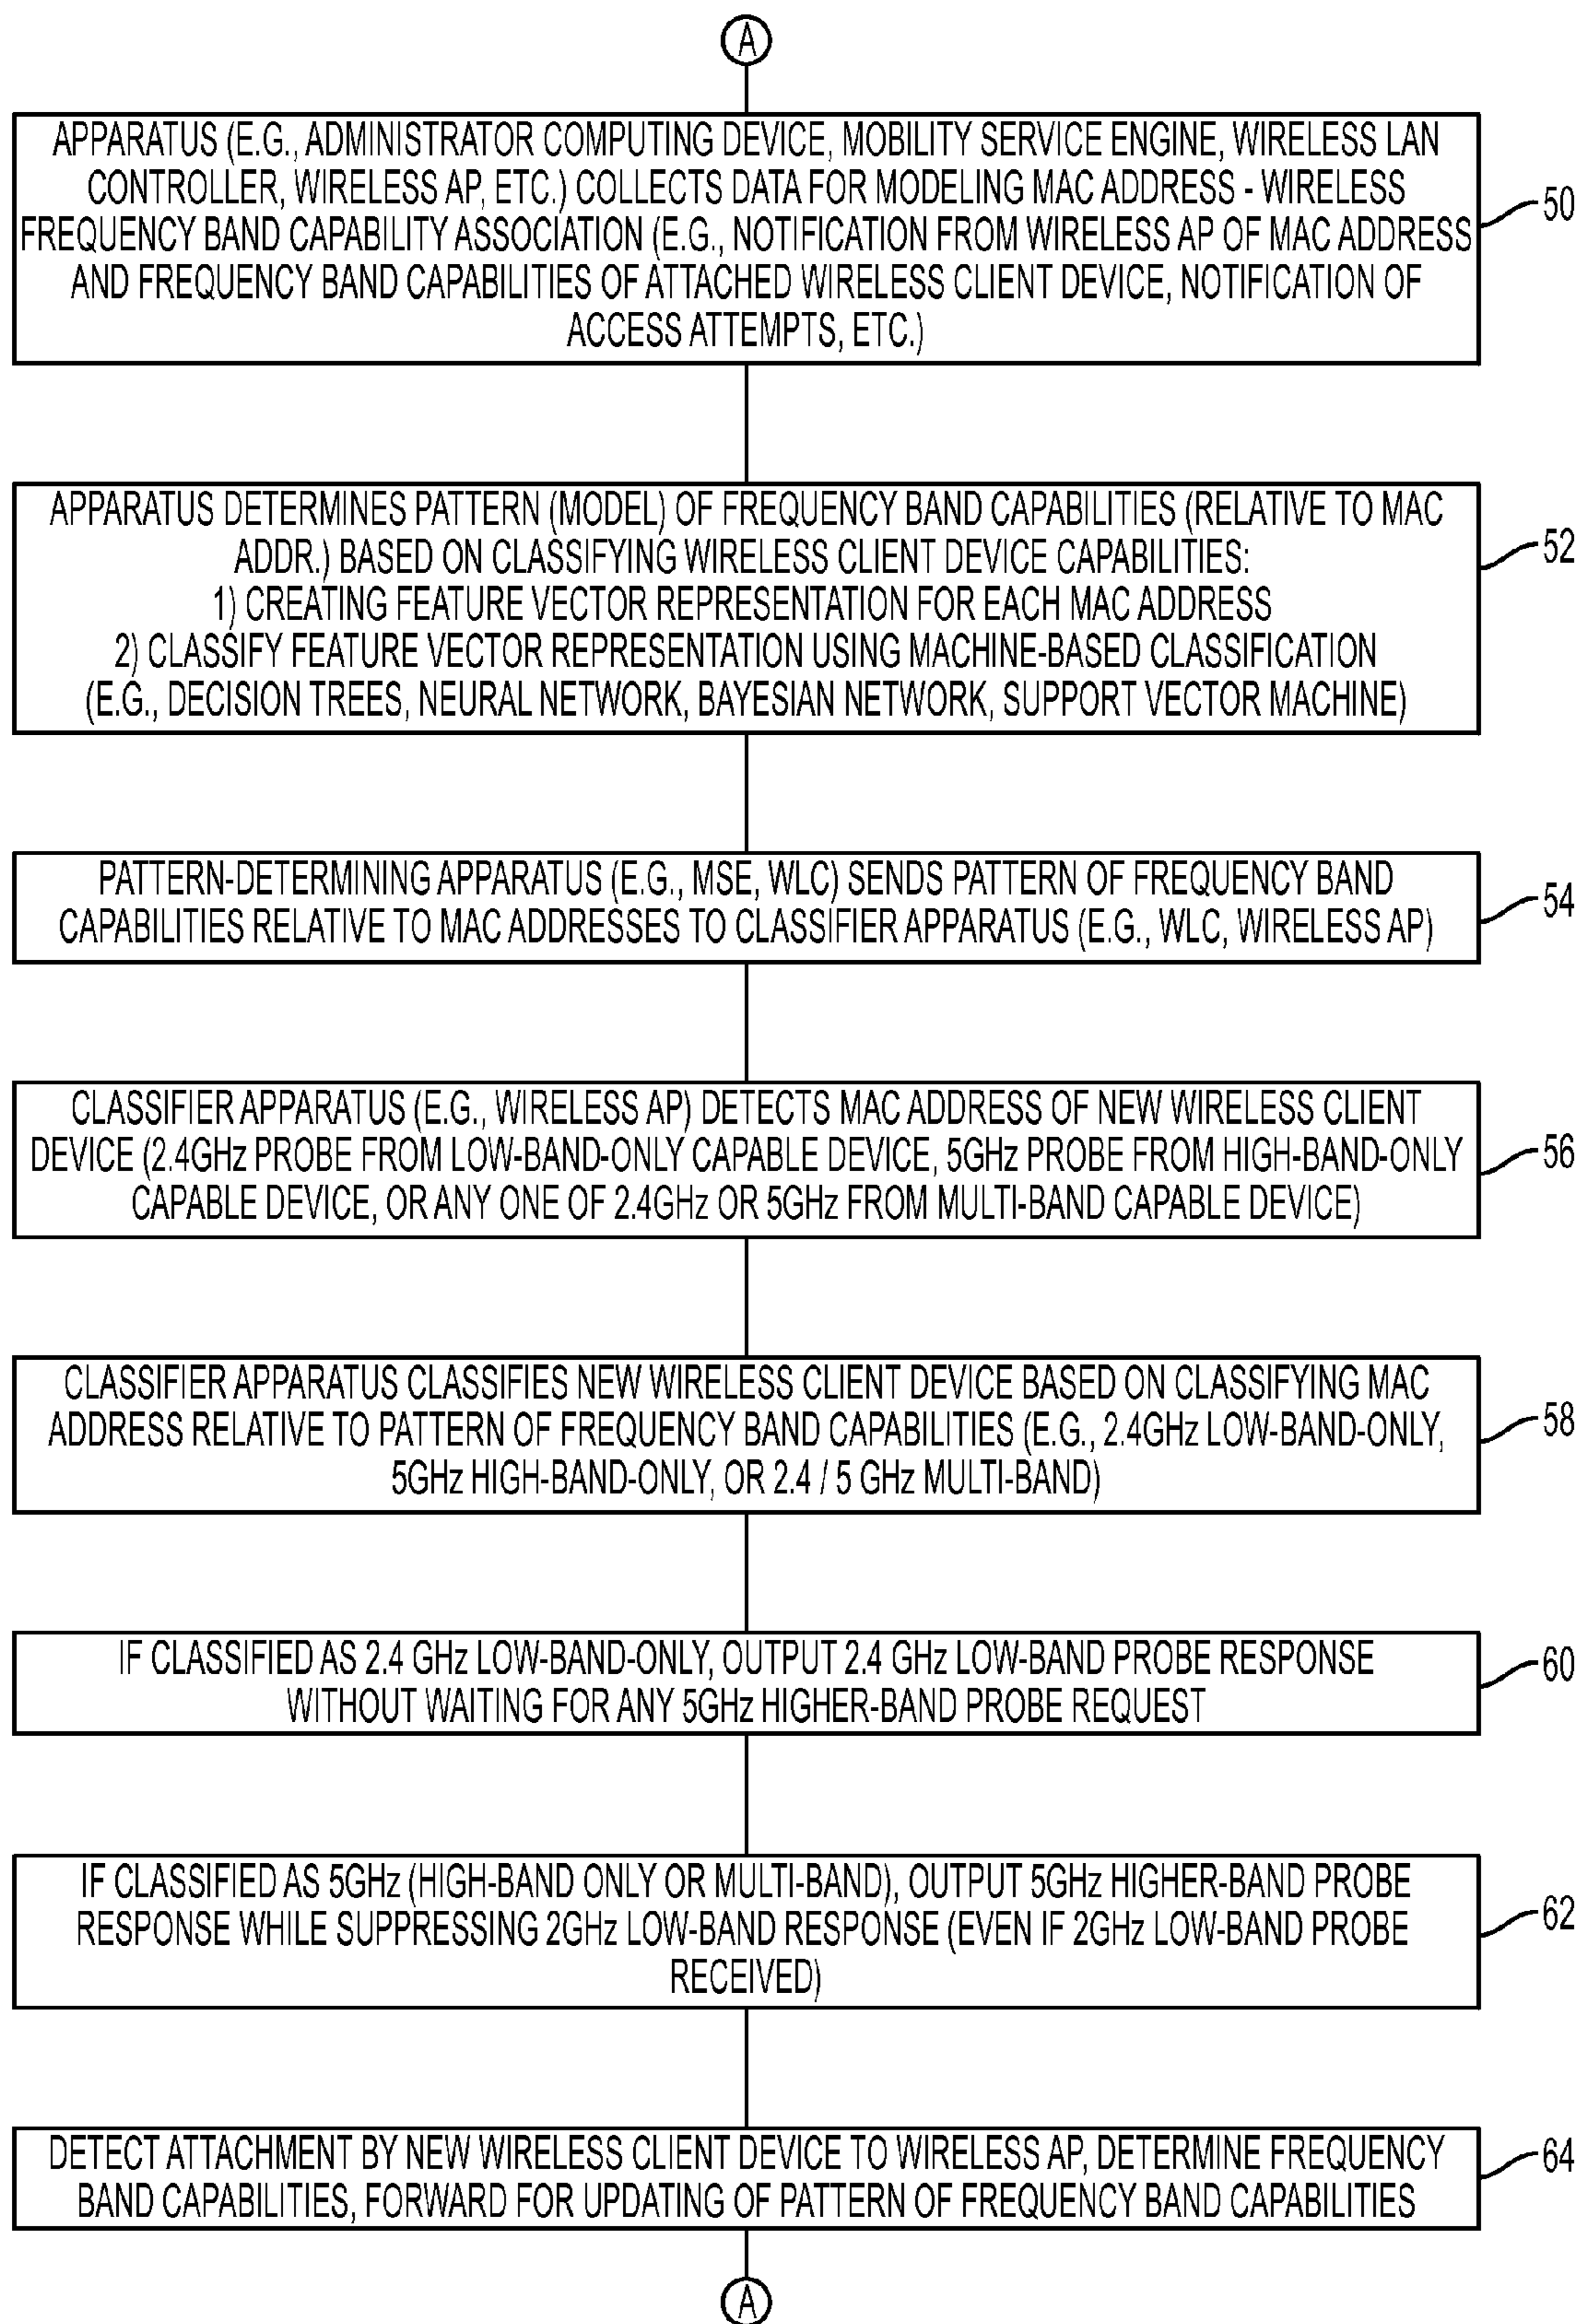 A
APPARATUS (E.G., ADMINISTRATOR COMPUTING DEVICE, MOBILITY SERVICE ENGINE, WIRELESS LAN
CONTROLLER, WIRELESS AP, ETC.) COLLECTS DATA FOR MODELING MAC ADDRESS - WIRELESS
FREQUENCY BAND CAPABILITY ASSOCIATION (E.G., NOTIFICATION FROM WIRELESS AP OF MAC ADDRESS
AND FREQUENCY BAND CAPABILITIES OF ATTACHED WIRELESS CLIENT DEVICE, NOTIFICATION OF
ACCESS ATTEMPTS, ETC.)
50
APPARATUS DETERMINES PATTERN (MODEL) OF FREQUENCY BAND CAPABILITIES (RELATIVE TO MAC
ADDR.) BASED ON CLASSIFYING WIRELESS CLIENT DEVICE CAPABILITIES:
1) CREATING FEATURE VECTOR REPRESENTATION FOR EACH MAC ADDRESS
2) CLASSIFY FEATURE VECTOR REPRESENTATION USING MACHINE-BASED CLASSIFICATION
(E.G., DECISION TREES, NEURAL NETWORK, BAYESIAN NETWORK, SUPPORT VECTOR MACHINE)
52
PATTERN-DETERMINING APPARATUS (E.G., MSE, WLC) SENDS PATTERN OF FREQUENCY BAND
CAPABILITIES RELATIVE TO MAC ADDRESSES TO CLASSIFIER APPARATUS (E.G., WLC, WIRELESS AP)
54
CLASSIFIER APPARATUS (E.G., WIRELESS AP) DETECTS MAC ADDRESS OF NEW WIRELESS CLIENT
DEVICE (2.4GHz PROBE FROM LOW-BAND-ONLY CAPABLE DEVICE, 5GHz PROBE FROM HIGH-BAND-ONLY
CAPABLE DEVICE, OR ANY ONE OF 2.4GHz OR 5GHz FROM MULTI-BAND CAPABLE DEVICE)
56
CLASSIFIER APPARATUS CLASSIFIES NEW WIRELESS CLIENT DEVICE BASED ON CLASSIFYING MAC
ADDRESS RELATIVE TO PATTERN OF FREQUENCY BAND CAPABILITIES (E.G., 2.4GHz LOW-BAND-ONLY,
5GHz HIGH-BAND-ONLY, OR 2.4 / 5 GHz MULTI-BAND)
58
IF CLASSIFIED AS 2.4 GHz LOW-BAND-ONLY, OUTPUT 2.4 GHz LOW-BAND PROBE RESPONSE
WITHOUT WAITING FOR ANY 5GHz HIGHER-BAND PROBE REQUEST
60
IF CLASSIFIED AS 5GHz (HIGH-BAND ONLY OR MULTI-BAND), OUTPUT 5GHz HIGHER-BAND PROBE
RESPONSE WHILE SUPPRESSING 2GHz LOW-BAND RESPONSE (EVEN IF 2GHz LOW-BAND PROBE
RECEIVED)
62
DETECT ATTACHMENT BY NEW WIRELESS CLIENT DEVICE TO WIRELESS AP, DETERMINE FREQUENCY
BAND CAPABILITIES, FORWARD FOR UPDATING OF PATTERN OF FREQUENCY BAND CAPABILITIES
64
A